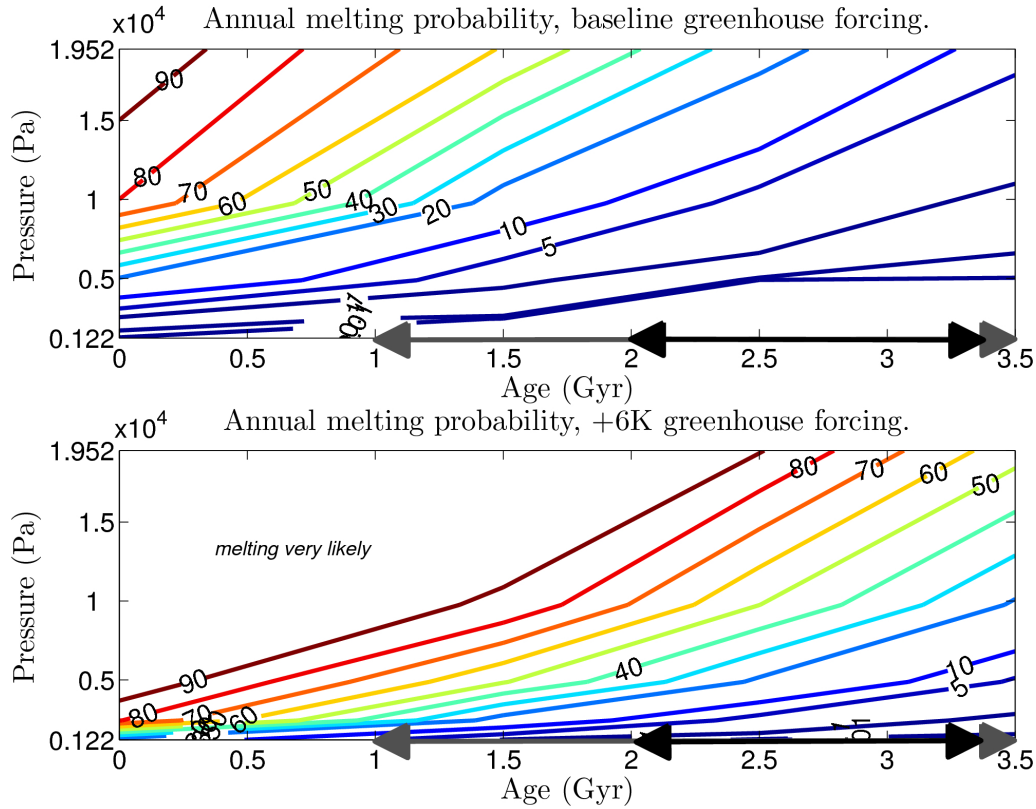 Annual melting probability, baseline greenhouse forcing.
x10⁴
1.952
90
1.5
80
70
60
50
40
30
20
10
5
1
0.5
0.122
0 0.5 1 1.5 2 2.5 3 3.5
Pressure (Pa)
Age (Gyr)
Annual melting probability, +6K greenhouse forcing.
x10⁴
1.952
80
70
60
50
1.5
melting very likely
1
40
90
10
5
0.5
80
70
60
0.122
0 0.5 1 1.5 2 2.5 3 3.5
Pressure (Pa)
Age (Gyr)